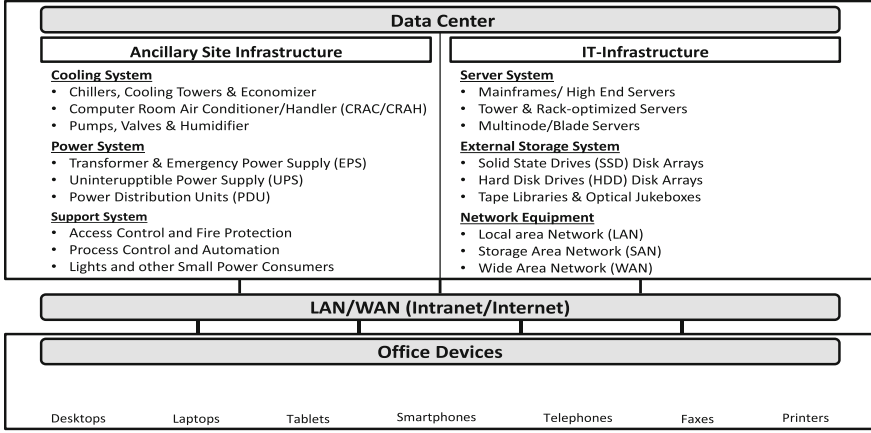 Data Center
Ancillary Site Infrastructure
Cooling System
• Chillers, Cooling Towers & Economizer
• Computer Room Air Conditioner/Handler (CRAC/CRAH)
• Pumps, Valves & Humidifier
Power System
• Transformer & Emergency Power Supply (EPS)
• Uninterupptible Power Supply (UPS)
• Power Distribution Units (PDU)
Support System
• Access Control and Fire Protection
• Process Control and Automation
• Lights and other Small Power Consumers
IT-Infrastructure
Server System
• Mainframes/ High End Servers
• Tower & Rack-optimized Servers
• Multinode/Blade Servers
External Storage System
• Solid State Drives (SSD) Disk Arrays
• Hard Disk Drives (HDD) Disk Arrays
• Tape Libraries & Optical Jukeboxes
Network Equipment
• Local area Network (LAN)
• Storage Area Network (SAN)
• Wide Area Network (WAN)
LAN/WAN (Intranet/Internet)
Office Devices
Desktops Laptops Tablets Smartphones Telephones Faxes Printers